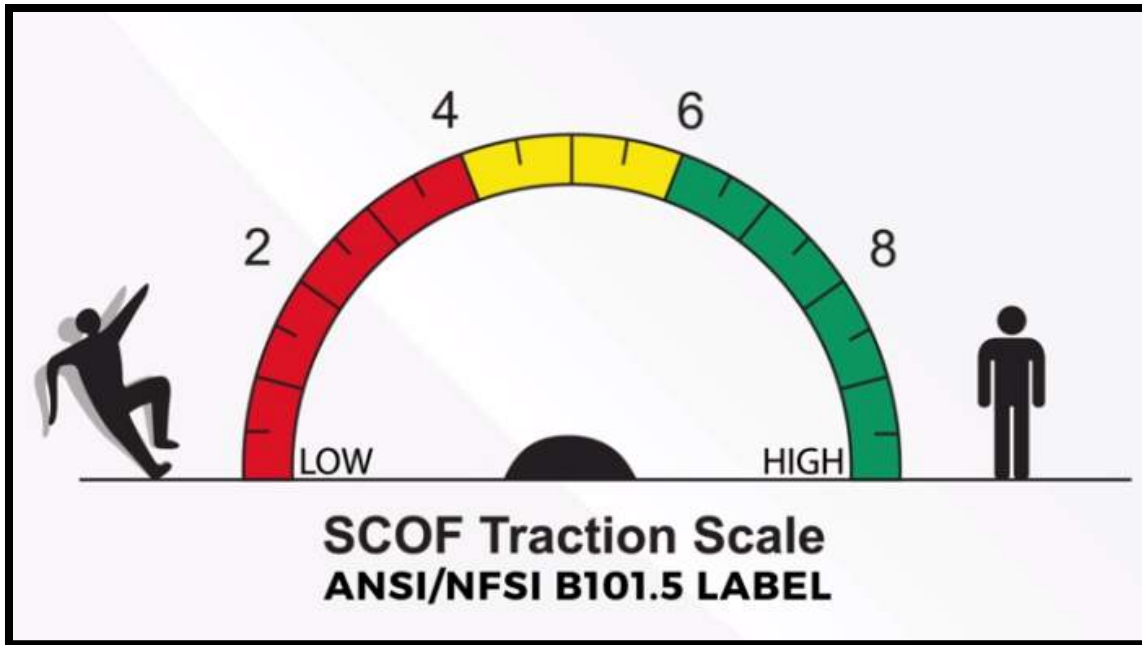 4 6
2 8
LOW HIGH
SCOF Traction Scale
ANSI/NFSI B101.5 LABEL